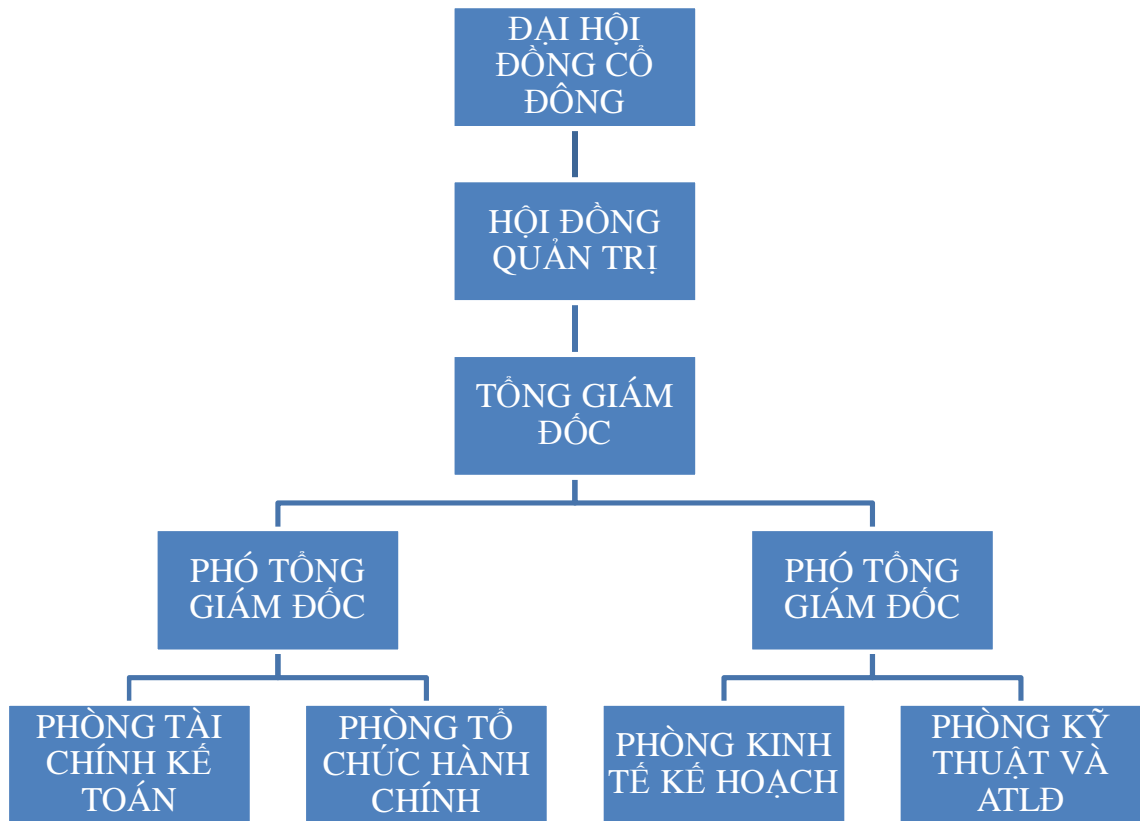 ĐẠI HỘI
ĐỒNG CỔ
ĐÔNG
HỘI ĐỒNG
QUẢN TRỊ
TỔNG GIÁM
ĐỐC
PHÓ TỔNG
GIÁM ĐỐC
PHÓ TỔNG
GIÁM ĐỐC
PHÒNG TÀI
CHÍNH KẾ
TOÁN
PHÒNG TỔ
CHỨC HÀNH
CHÍNH
PHÒNG KINH
TẾ KẾ HOẠCH
PHÒNG KỸ
THUẬT VÀ
ATLĐ